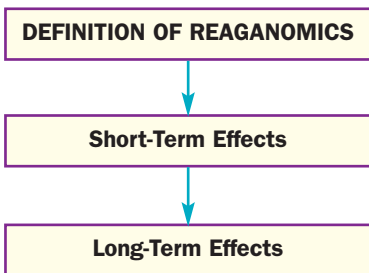 DEFINITION OF REAGANOMICS
Short-Term Effects
Long-Term Effects